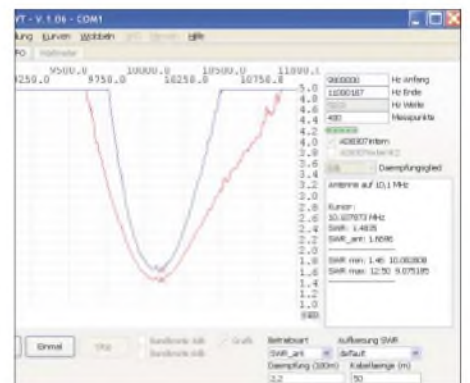 VT - V.1.06 - COM1
lung Kurven Wobbeln Hilfe
9500.0 10000.0 10500.0 11000.0
9250.0 9750.0 10250.0 10750.0
5.0
4.8
4.6
4.4
4.2
4.0
3.8
3.6
3.4
3.2
3.0
2.8
2.6
2.4
2.2
2.0
1.8
1.6
1.4
1.2
1.0
Hz Anfang
11000167 Hz Ende
Hz Weite
400 Messpunkte
AD8307intern
Daempfungsglied
Antenne auf 10,1 MHz
Kursor:
10.107873 MHz
SWR: 1.4835
SWR_ant: 1.6646
SWR min: 1.46 10.082808
SWR max: 12.50 9.075185
Einmal Stop Grafik
Betriebsart Aufloesung SWR
SWR_ant default
Daempfung (100m) Kabellaenge (m)
2.2 50